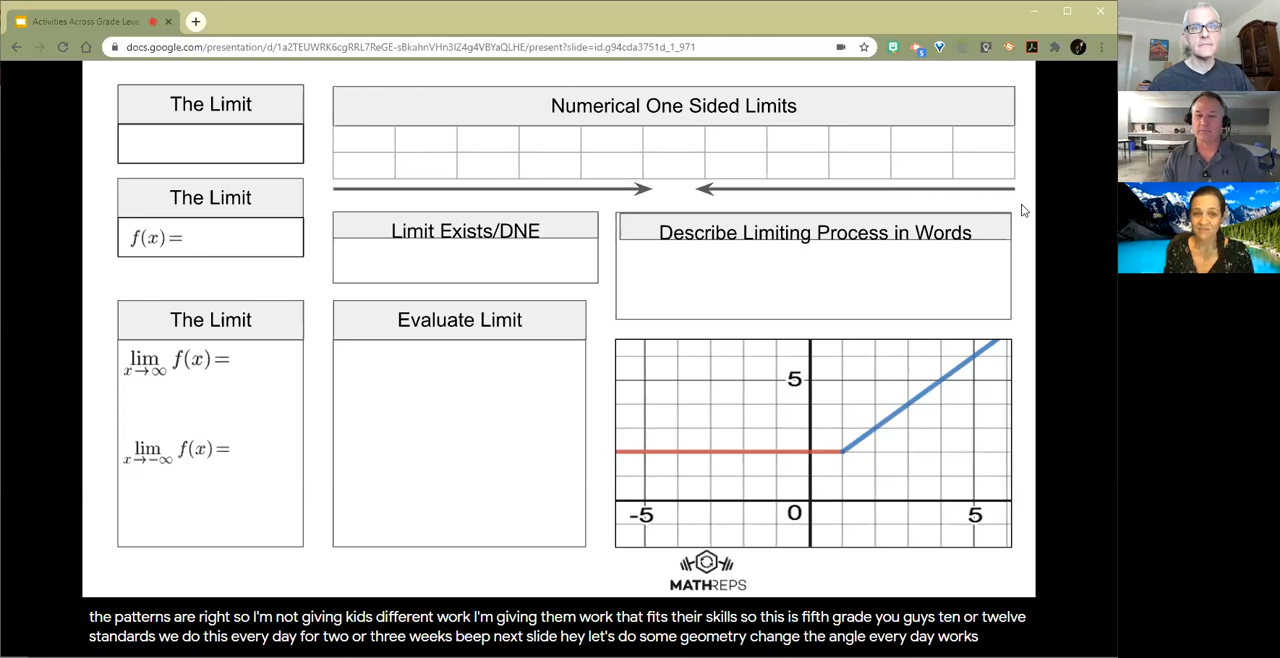 Activities Across Grade Leve
docs.google.com/presentation/d/1a2TEUWRK6cgRRL7ReGE-sBkahnVHn3lZ4g4VBYaQLHE/present?slide=id.g94cda3751d_1_971
5
The Limit
Numerical One Sided Limits
The Limit
f(x) =
Limit Exists/DNE
Describe Limiting Process in Words
The Limit
lim x→∞ f(x) =
lim x→-∞ f(x) =
Evaluate Limit
5
-5
0
5
MATHREPS
the patterns are right so I'm not giving kids different work I'm giving them work that fits their skills so this is fifth grade you guys ten or twelve
standards we do this every day for two or three weeks beep next slide hey let's do some geometry change the angle every day works